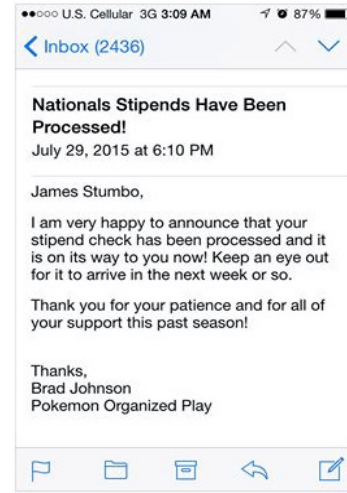 U.S. Cellular 3G 3:09 AM 87%
Inbox (2436)
Nationals Stipends Have Been
Processed!
July 29, 2015 at 6:10 PM
James Stumbo,
I am very happy to announce that your
stipend check has been processed and it
is on its way to you now! Keep an eye out
for it to arrive in the next week or so.
Thank you for your patience and for all of
your support this past season!
Thanks,
Brad Johnson
Pokemon Organized Play